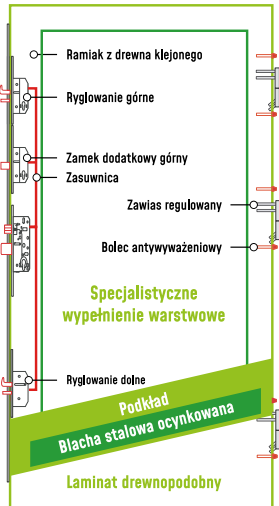 Ramiak z drewna klejonego
Ryglowanie górne
Zamek dodatkowy górny
Zasuwnica
Zawias regulowany
Bolec antywyważeniowy
Specjalistyczne
wypełnienie warstwowe
Ryglowanie dolne
Podkład
Blacha stalowa ocynkowana
Laminat drewnopodobny